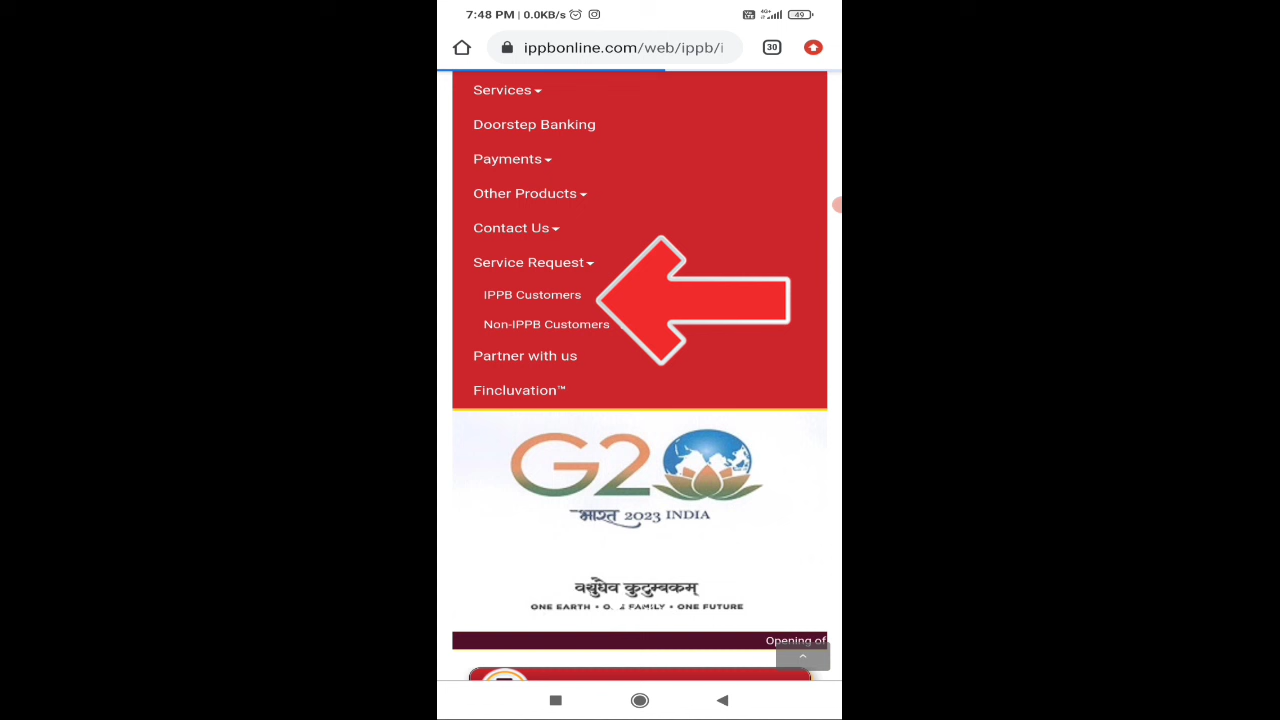 7:48 PM | 0.0KB/s
4G+
49
ippbonline.com/web/ippb/i
30
Services
Doorstep Banking
Payments
Other Products
Contact Us
Service Request
IPPB Customers
Non-IPPB Customers
Partner with us
Fincluvation™
G20
भारत 2023 INDIA
वसुधैव कुटुम्बकम्
ONE EARTH • FAMILY • ONE FUTURE
Opening of